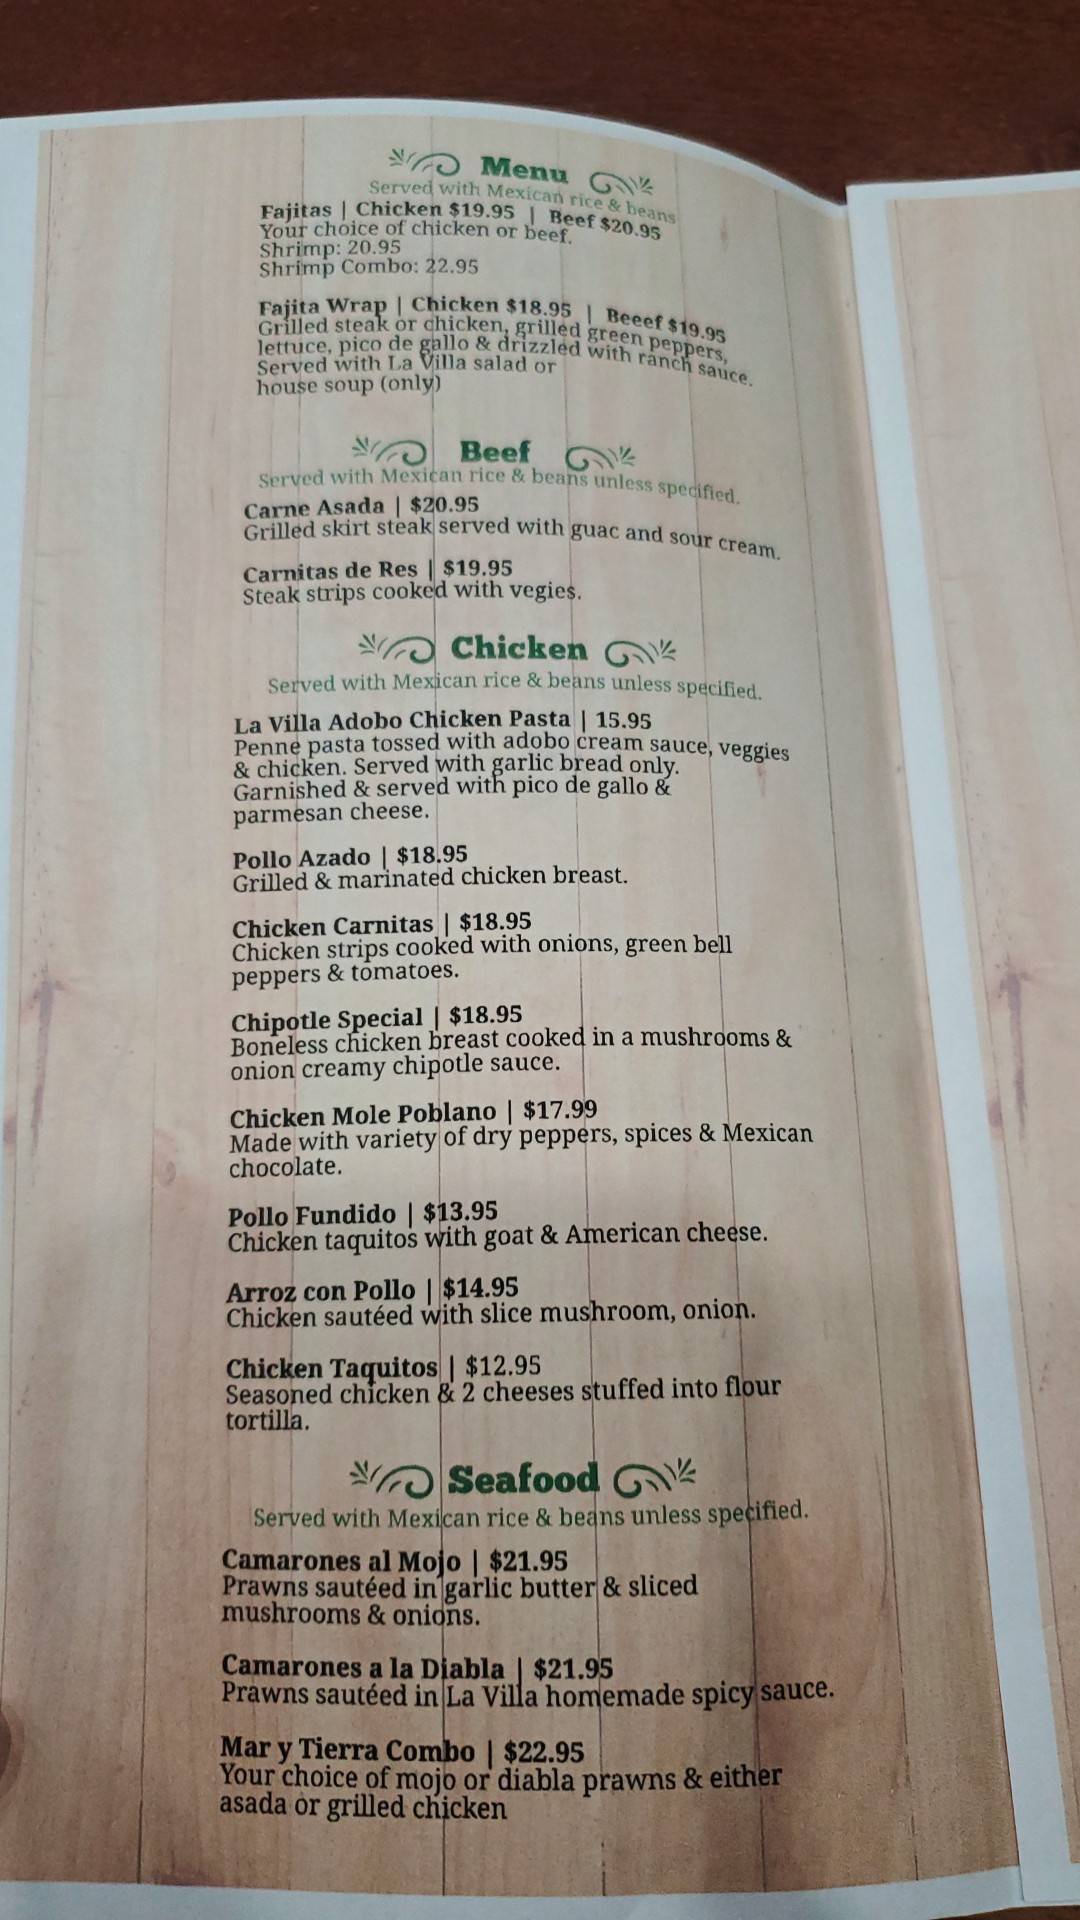 Menu
Served with Mexican rice & beans
Fajitas | Chicken $19.95 | Beef $20.95
Your choice of chicken or beef.
Shrimp: 20.95
Shrimp Combo: 22.95
Fajita Wrap | Chicken $18.95 | Beeef $19.95
Grilled steak or chicken, grilled green peppers,
lettuce, pico de gallo & drizzled with ranch sauce.
Served with La Villa salad or
house soup (only)
Beef
Served with Mexican rice & beans unless specified.
Carne Asada | $20.95
Grilled skirt steak served with guac and sour cream.
Carnitas de Res | $19.95
Steak strips cooked with vegies.
Chicken
Served with Mexican rice & beans unless specified.
La Villa Adobo Chicken Pasta | 15.95
Penne pasta tossed with adobo cream sauce, veggies
& chicken. Served with garlic bread only.
Garnished & served with pico de gallo &
parmesan cheese.
Pollo Azado | $18.95
Grilled & marinated chicken breast.
Chicken Carnitas | $18.95
Chicken strips cooked with onions, green bell
peppers & tomatoes.
Chipotle Special | $18.95
Boneless chicken breast cooked in a mushrooms &
onion creamy chipotle sauce.
Chicken Mole Poblano | $17.99
Made with variety of dry peppers, spices & Mexican
chocolate.
Pollo Fundido | $13.95
Chicken taquitos with goat & American cheese.
Arroz con Pollo | $14.95
Chicken sautéed with slice mushroom, onion.
Chicken Taquitos | $12.95
Seasoned chicken & 2 cheeses stuffed into flour
tortilla.
Seafood
Served with Mexican rice & beans unless specified.
Camarones al Mojo | $21.95
Prawns sautéed in garlic butter & sliced
mushrooms & onions.
Camarones a la Diabla | $21.95
Prawns sautéed in La Villa homemade spicy sauce.
Mar y Tierra Combo | $22.95
Your choice of mojo or diabla prawns & either
asada or grilled chicken